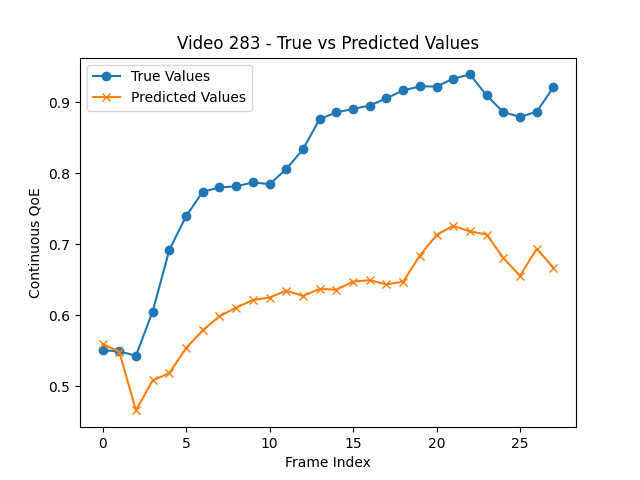 Video 283 - True vs Predicted Values
True Values
Predicted Values
Continuous QoE
0.9
0.8
0.7
0.6
0.5
0 5 10 15 20 25
Frame Index